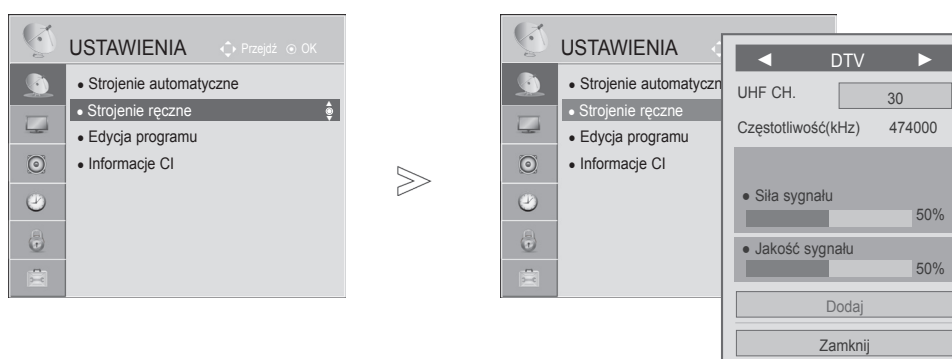 USTAWIENIA
Przejdź OK
● Strojenie automatyczne
● Strojenie ręczne
● Edycja programu
● Informacje CI
USTAWIENIA
● Strojenie automatyczn
● Strojenie ręczne
● Edycja programu
● Informacje CI
◄ DTV ►
UHF CH. 30
Częstotliwość(kHz) 474000
● Siła sygnału
50%
● Jakość sygnału
50%
Dodaj
Zamknij